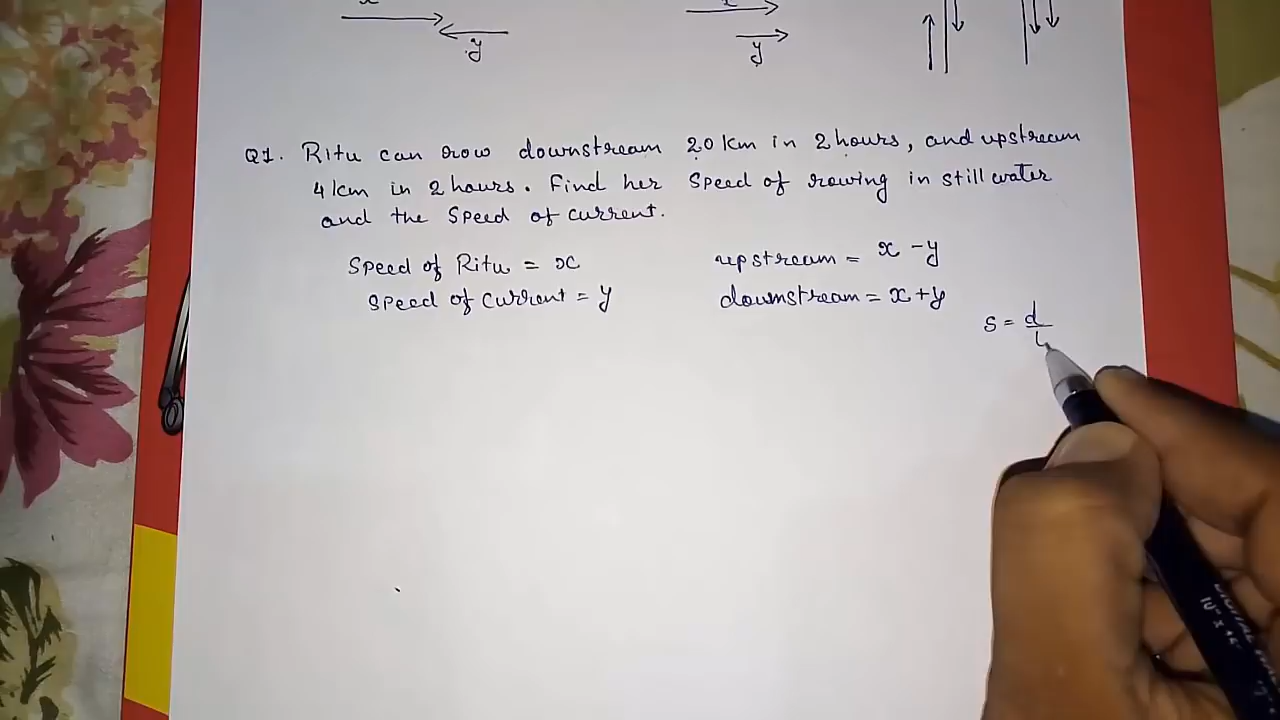 x
y
x
y
Q1. Ritu can row downstream 20 km in 2 hours, and upstream
4 km in 2 hours. Find her speed of rowing in still water
and the speed of current.
Speed of Ritu = x
Speed of current = y
upstream = x - y
downstream = x + y
S = d/t